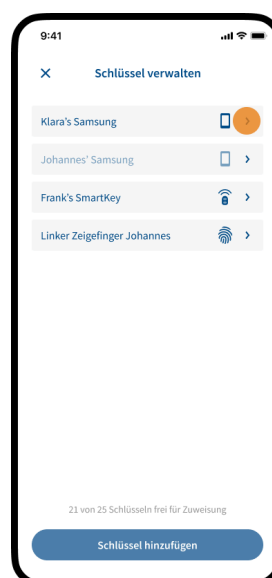 9:41
Schlüssel verwalten
Klara's Samsung
Johannes' Samsung
Frank's SmartKey
Linker Zeigefinger Johannes
21 von 25 Schlüsseln frei für Zuweisung
Schlüssel hinzufügen